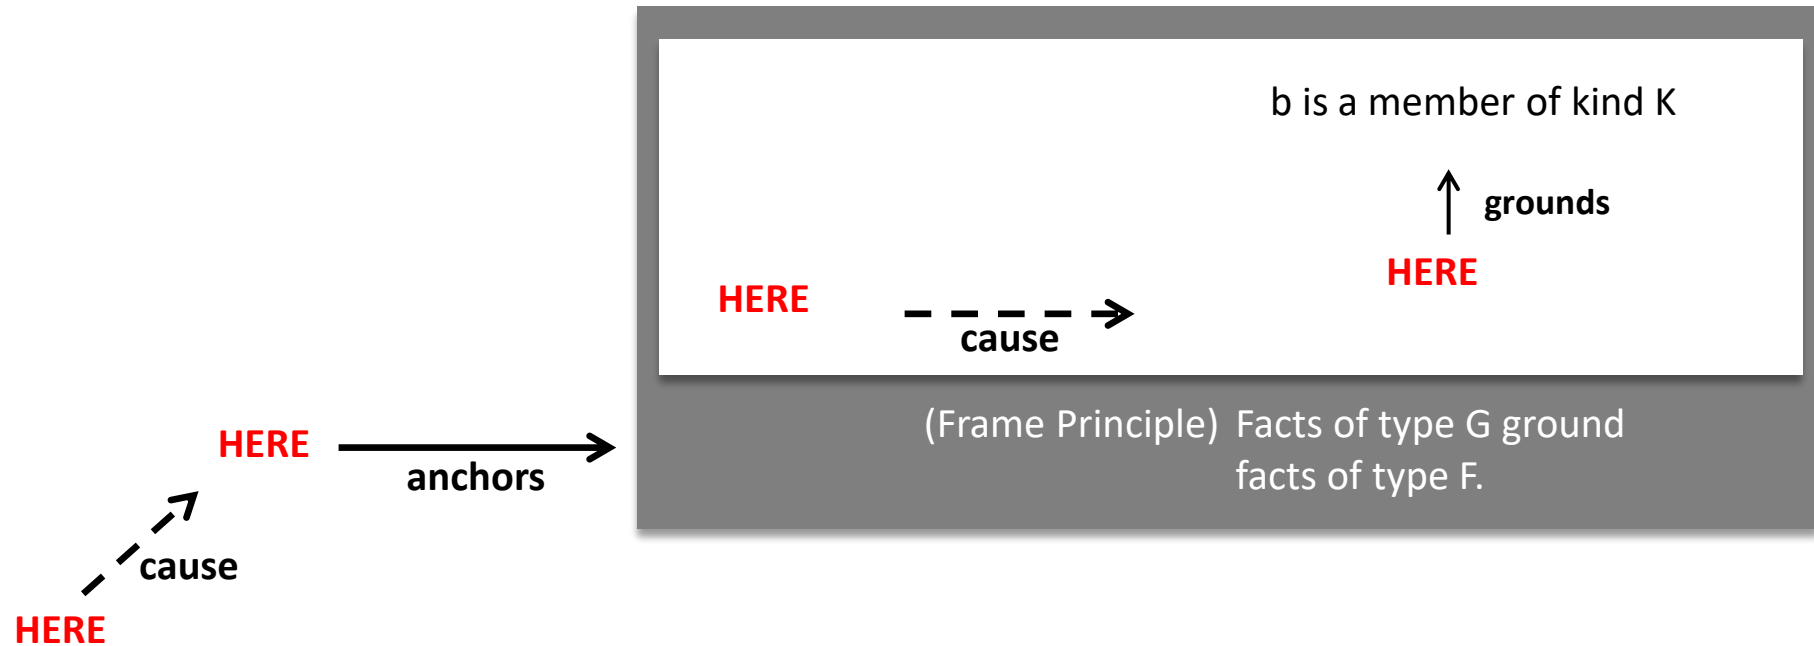 b is a member of kind K
grounds
HERE
HERE
cause
(Frame Principle) Facts of type G ground
facts of type F.
HERE
anchors
cause
HERE